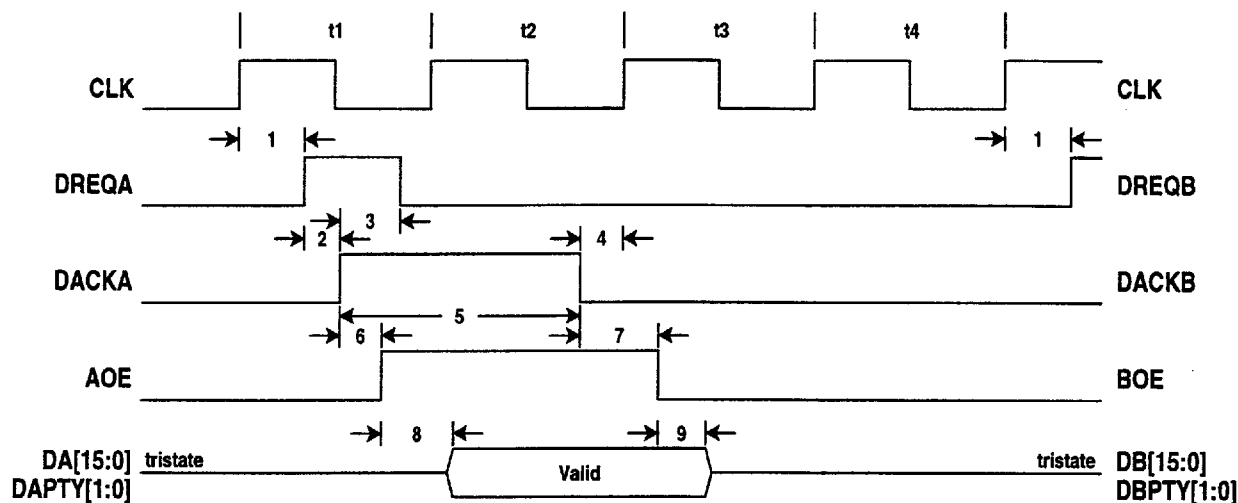 t1 t2 t3 t4
CLK CLK
1 1
DREQA DREQB
3
2 4
DACKA DACKB
5
6 7
AOE BOE
8 9
DA[15:0] tristate Valid tristate DB[15:0]
DAPTY[1:0] DBPTY[1:0]